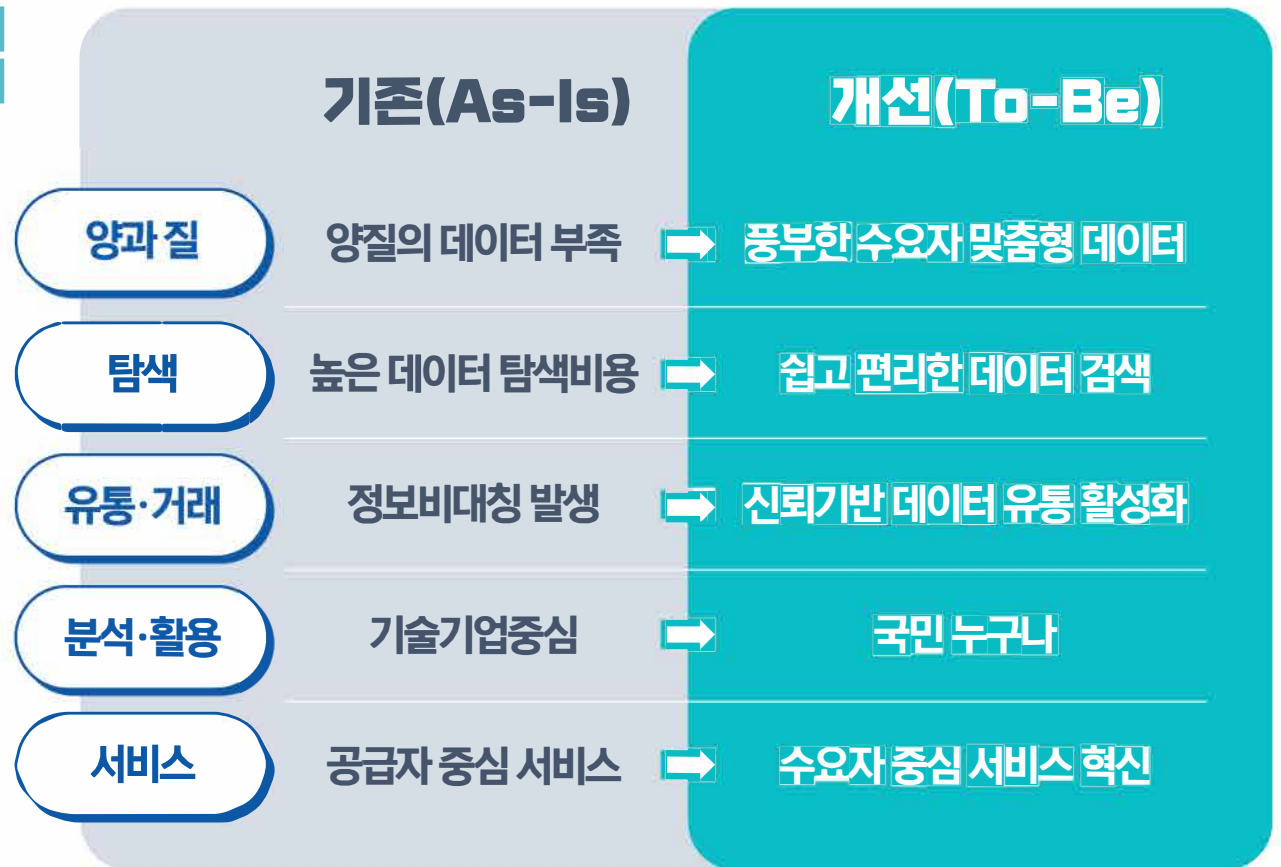 기존(As-Is) 개선(To-Be)
양과 질 양질의 데이터 부족 풍부한 수요자 맞춤형 데이터
탐색 높은 데이터 탐색비용 쉽고 편리한 데이터 검색
유통·거래 정보비대칭 발생 신뢰기반 데이터 유통 활성화
분석·활용 기술기업중심 국민 누구나
서비스 공급자 중심 서비스 수요자 중심 서비스 혁신